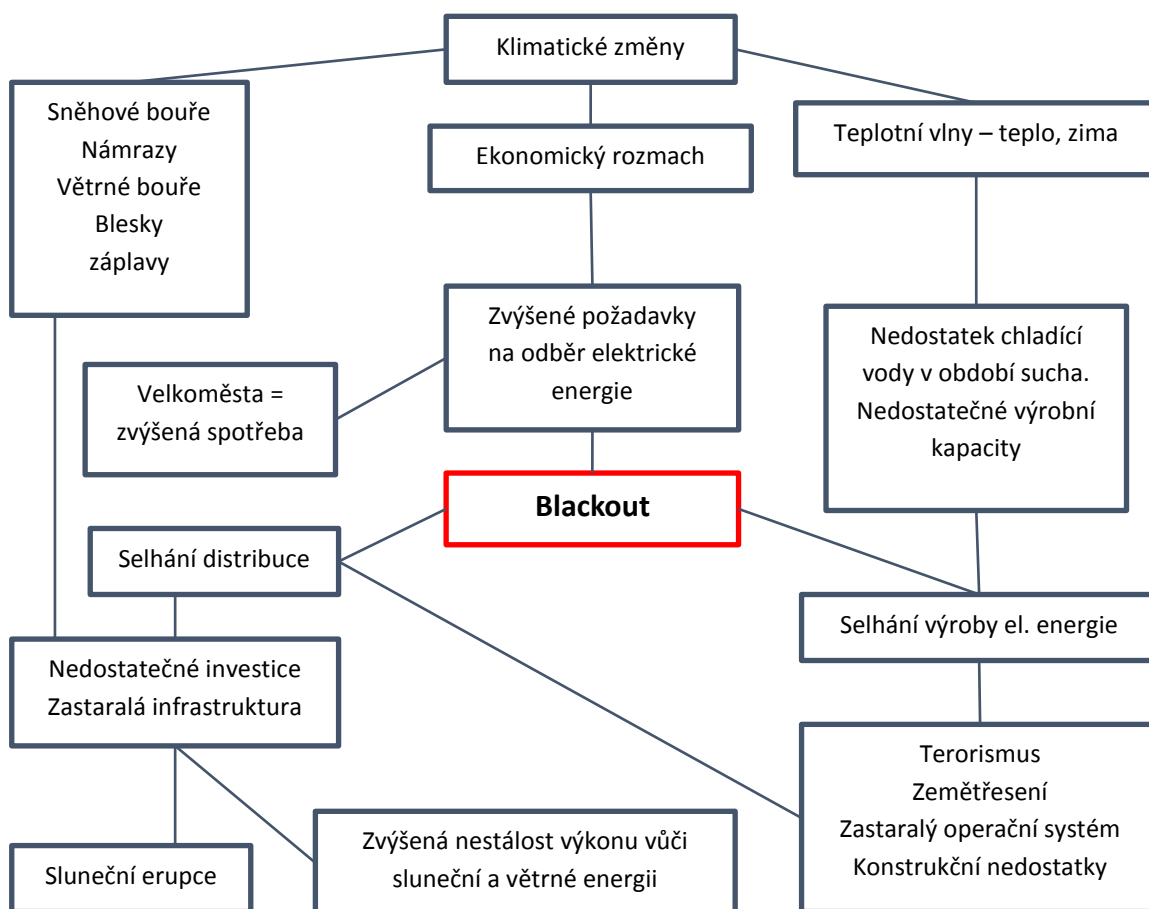 Klimatické změny
Sněhové bouře
Námrazy
Větrné bouře
Blesky
záplavy
Ekonomický rozmach
Teplotní vlny – teplo, zima
Zvýšené požadavky
na odběr elektrické
energie
Nedostatek chladící
vody v období sucha.
Nedostatečné výrobní
kapacity
Velkoměsta =
zvýšená spotřeba
Blackout
Selhání distribuce
Selhání výroby el. energie
Nedostatečné investice
Zastaralá infrastruktura
Terorismus
Zemětřesení
Zastaralý operační systém
Konstrukční nedostatky
Sluneční erupce
Zvýšená nestálost výkonu vůči
sluneční a větrné energii